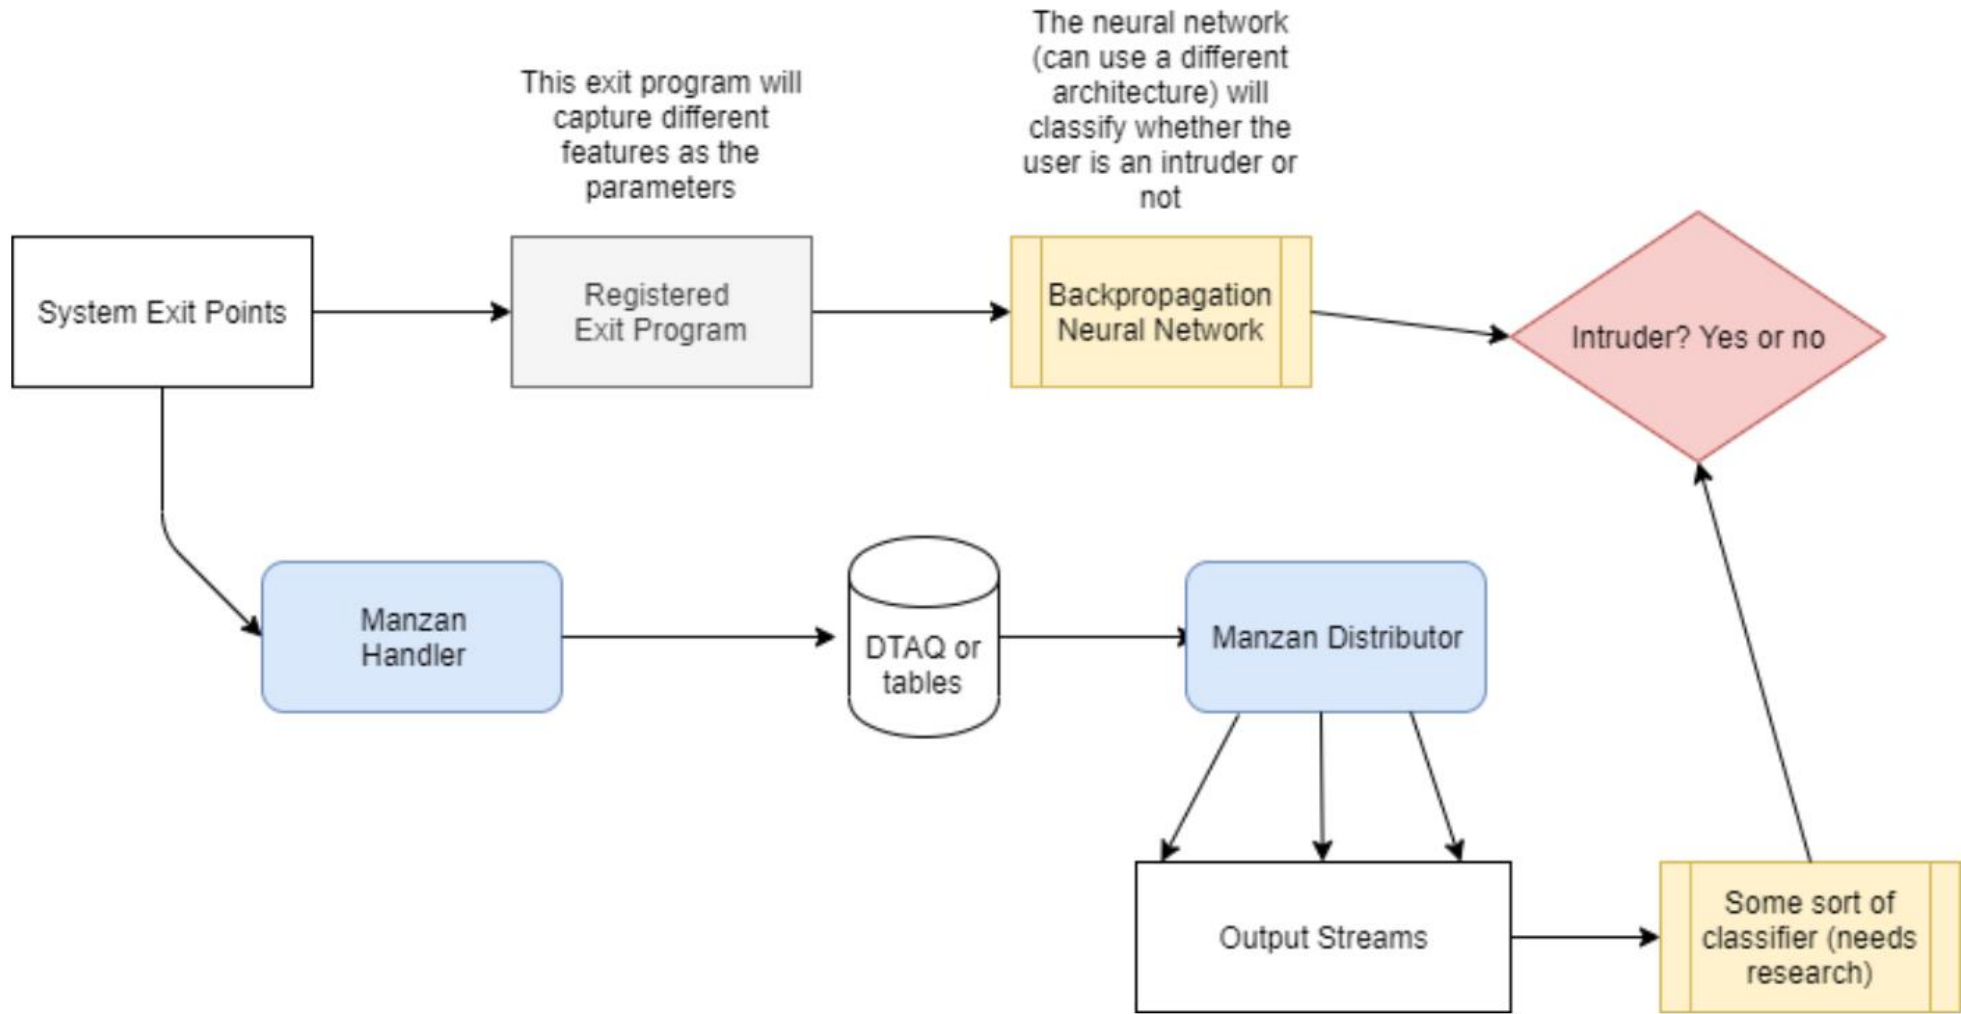 The neural network
(can use a different
architecture) will
classify whether the
user is an intruder or
not
This exit program will
capture different
features as the
parameters
System Exit Points
Registered
Exit Program
Backpropagation
Neural Network
Intruder? Yes or no
Manzan
Handler
DTAQ or
tables
Manzan Distributor
Output Streams
Some sort of
classifier (needs
research)